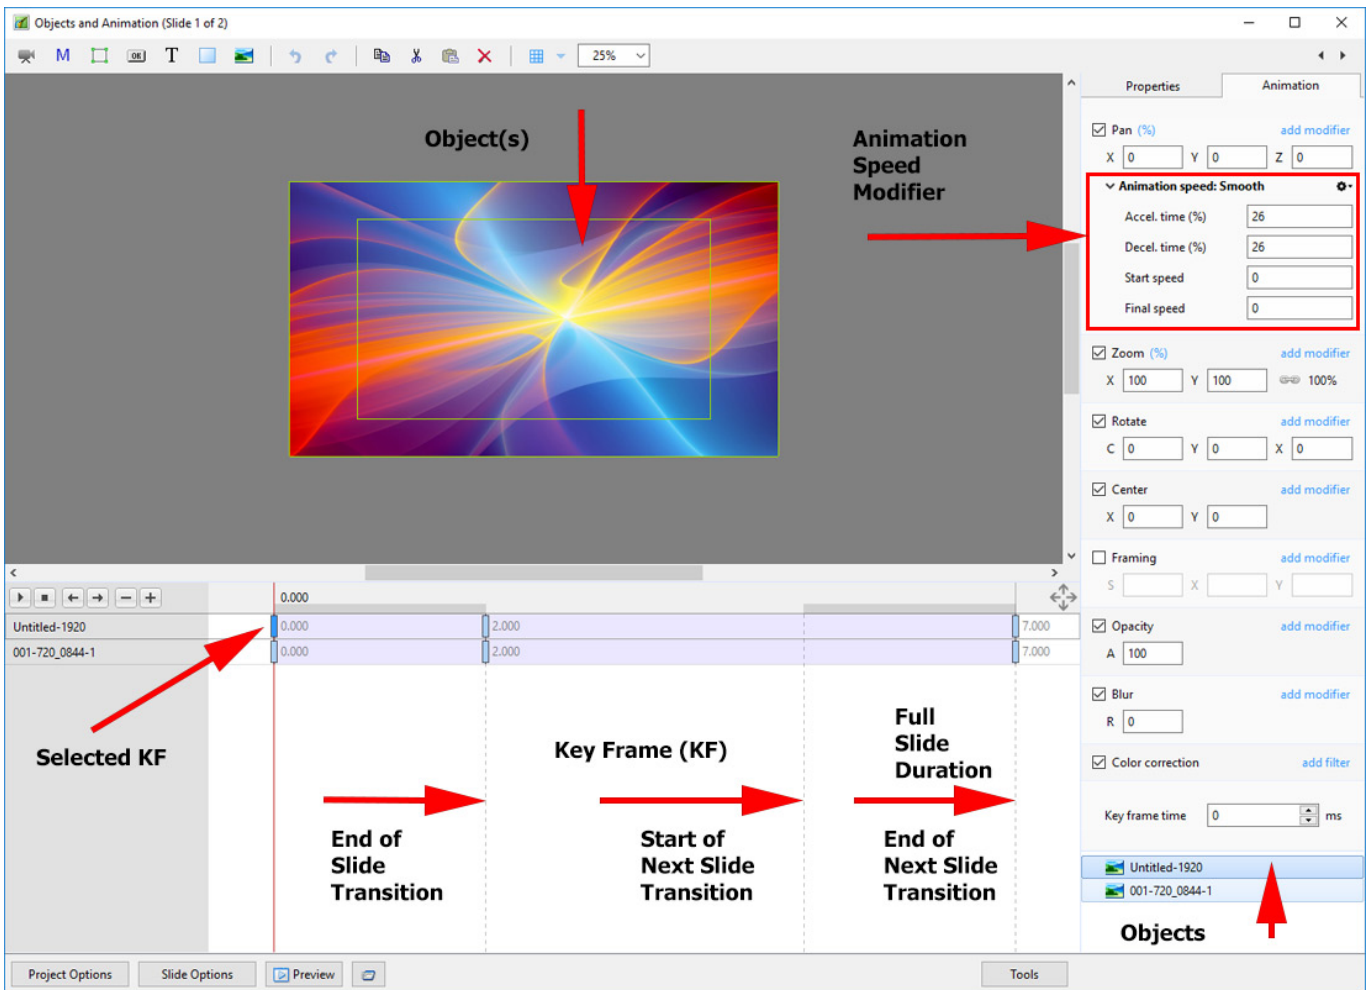 Objects and Animation (Slide 1 of 2)
M
OK
T
25%
Properties
Animation
Object(s)
Animation
Speed
Modifier
Pan (%)
add modifier
X 0 Y 0 Z 0
Animation speed: Smooth
Accel. time (%) 26
Decel. time (%) 26
Start speed 0
Final speed 0
Zoom (%) add modifier
X 100 Y 100 100%
Rotate add modifier
C 0 Y 0 X 0
Center add modifier
X 0 Y 0
Framing add modifier
S X Y
Opacity add modifier
A 100
Blur add modifier
R 0
Color correction add filter
Key frame time 0 ms
Untitled-1920
001-720_0844-1
Objects
0.000
Untitled-1920 0.000 2.000 7.000
001-720_0844-1 0.000 2.000 7.000
Selected KF
Key Frame (KF)
Full
Slide
Duration
End of
Slide
Transition
Start of
Next Slide
Transition
End of
Next Slide
Transition
Project Options
Slide Options
Preview
Tools